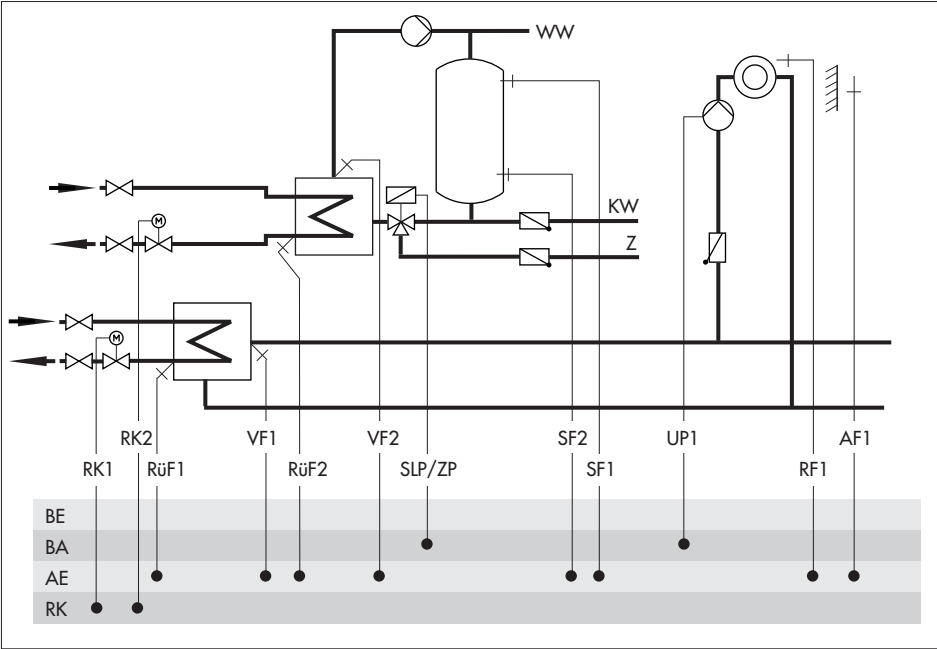 WW
KW
Z
M
M
RK2 VF1 VF2 SF2 UP1 AF1
RK1 RüF1 RüF2 SLP/ZP SF1 RF1
BE
BA
AE
RK